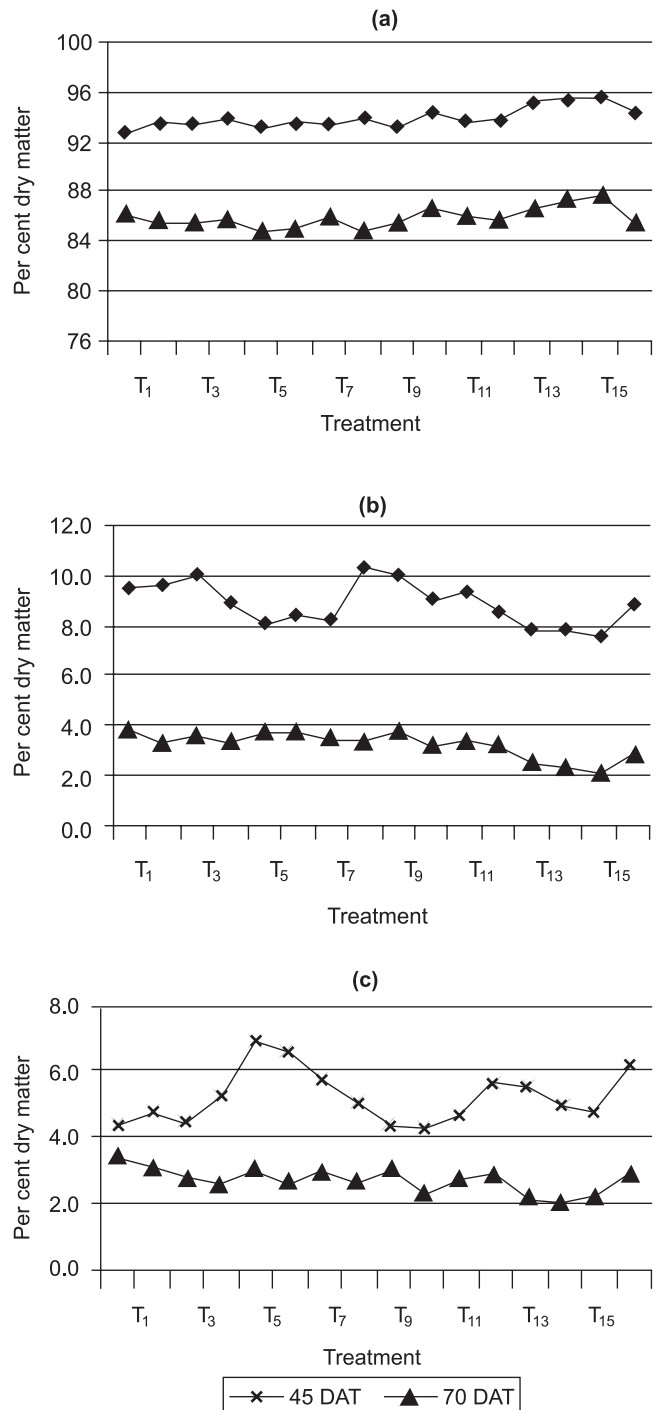 (a)
Per cent dry matter
100
96
92
88
84
80
76
T1 T3 T5 T7 T9 T11 T13 T15
Treatment
(b)
Per cent dry matter
12.0
10.0
8.0
6.0
4.0
2.0
0.0
T1 T3 T5 T7 T9 T11 T13 T15
Treatment
(c)
Per cent dry matter
8.0
6.0
4.0
2.0
0.0
T1 T3 T5 T7 T9 T11 T13 T15
Treatment
45 DAT 70 DAT